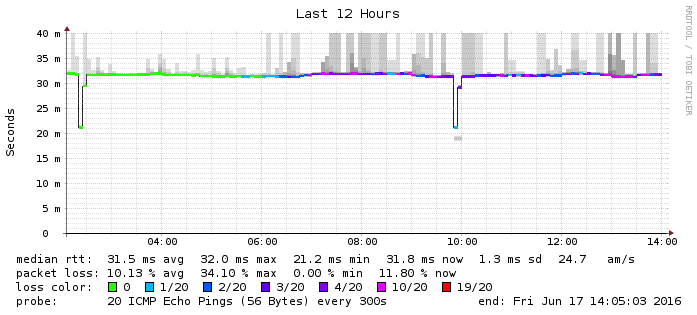 Last 12 Hours
RRDTOOL / TOBI OETIKER
Seconds
40 m
35 m
30 m
25 m
20 m
15 m
10 m
5 m
0
04:00 06:00 08:00 10:00 12:00 14:00
median rtt: 31.5 ms avg 32.0 ms max 21.2 ms min 31.8 ms now 1.3 ms sd 24.7 am/s
packet loss: 10.13 % avg 34.10 % max 0.00 % min 11.80 % now
loss color: 0 1/20 2/20 3/20 4/20 10/20 19/20
probe: 20 ICMP Echo Pings (56 Bytes) every 300s end: Fri Jun 17 14:05:03 2016